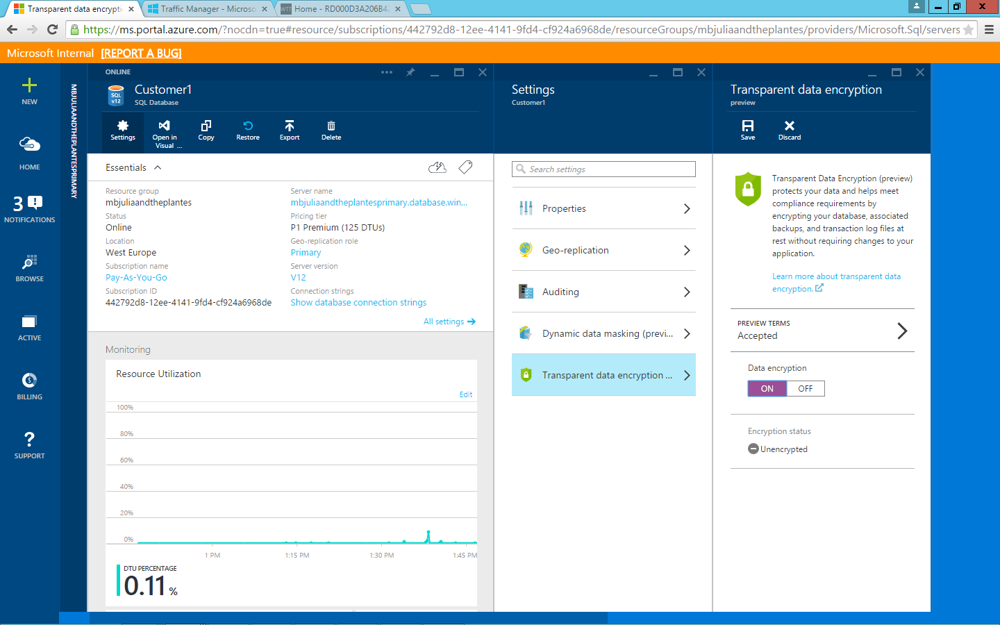 Transparent data encrypti
Traffic Manager - Microso
WTT
Home - RD000D3A206B42
https://ms.portal.azure.com/?nocdn=true#resource/subscriptions/442792d8-12ee-4141-9fd4-cf924a6968de/resourceGroups/mbjuliaandtheplantes/providers/Microsoft.Sql/servers
Microsoft Internal [REPORT A BUG]
NEW
HOME
3
NOTIFICATIONS
BROWSE
ACTIVE
BILLING
SUPPORT
MBJULIAANDTHEPLANTESPRIMARY
ONLINE
SQL
v12
Customer1
SQL Database
Settings
Open in
Visual ...
Copy
Restore
Export
Delete
Essentials
Resource group
mbjuliaandtheplantes
Status
Online
Location
West Europe
Subscription name
Pay-As-You-Go
Subscription ID
442792d8-12ee-4141-9fd4-cf924a6968de
Server name
mbjuliaandtheplantesprimary.database.win...
Pricing tier
P1 Premium (125 DTUs)
Geo-replication role
Primary
Server version
V12
Connection strings
Show database connection strings
All settings
Monitoring
Resource Utilization
Edit
100%
80%
60%
40%
20%
0%
1 PM
1:15 PM
1:30 PM
1:45 PM
DTU PERCENTAGE
0.11 %
Settings
Customer1
Search settings
Properties
Geo-replication
Auditing
Dynamic data masking (previ...
Transparent data encryption ...
Transparent data encryption
preview
Save
Discard
Transparent Data Encryption (preview)
protects your data and helps meet
compliance requirements by
encrypting your database, associated
backups, and transaction log files at
rest without requiring changes to your
application.
Learn more about transparent data
encryption.
PREVIEW TERMS
Accepted
Data encryption
ON
OFF
Encryption status
Unencrypted